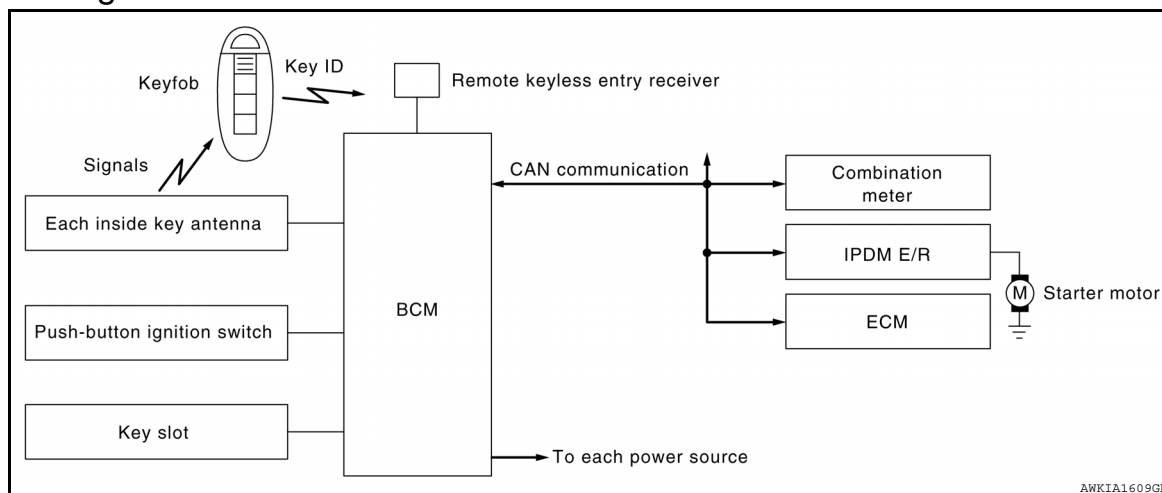 Keyfob
Key ID
Remote keyless entry receiver
Signals
CAN communication
Combination
meter
Each inside key antenna
IPDM E/R
M
Starter motor
BCM
Push-button ignition switch
ECM
Key slot
To each power source